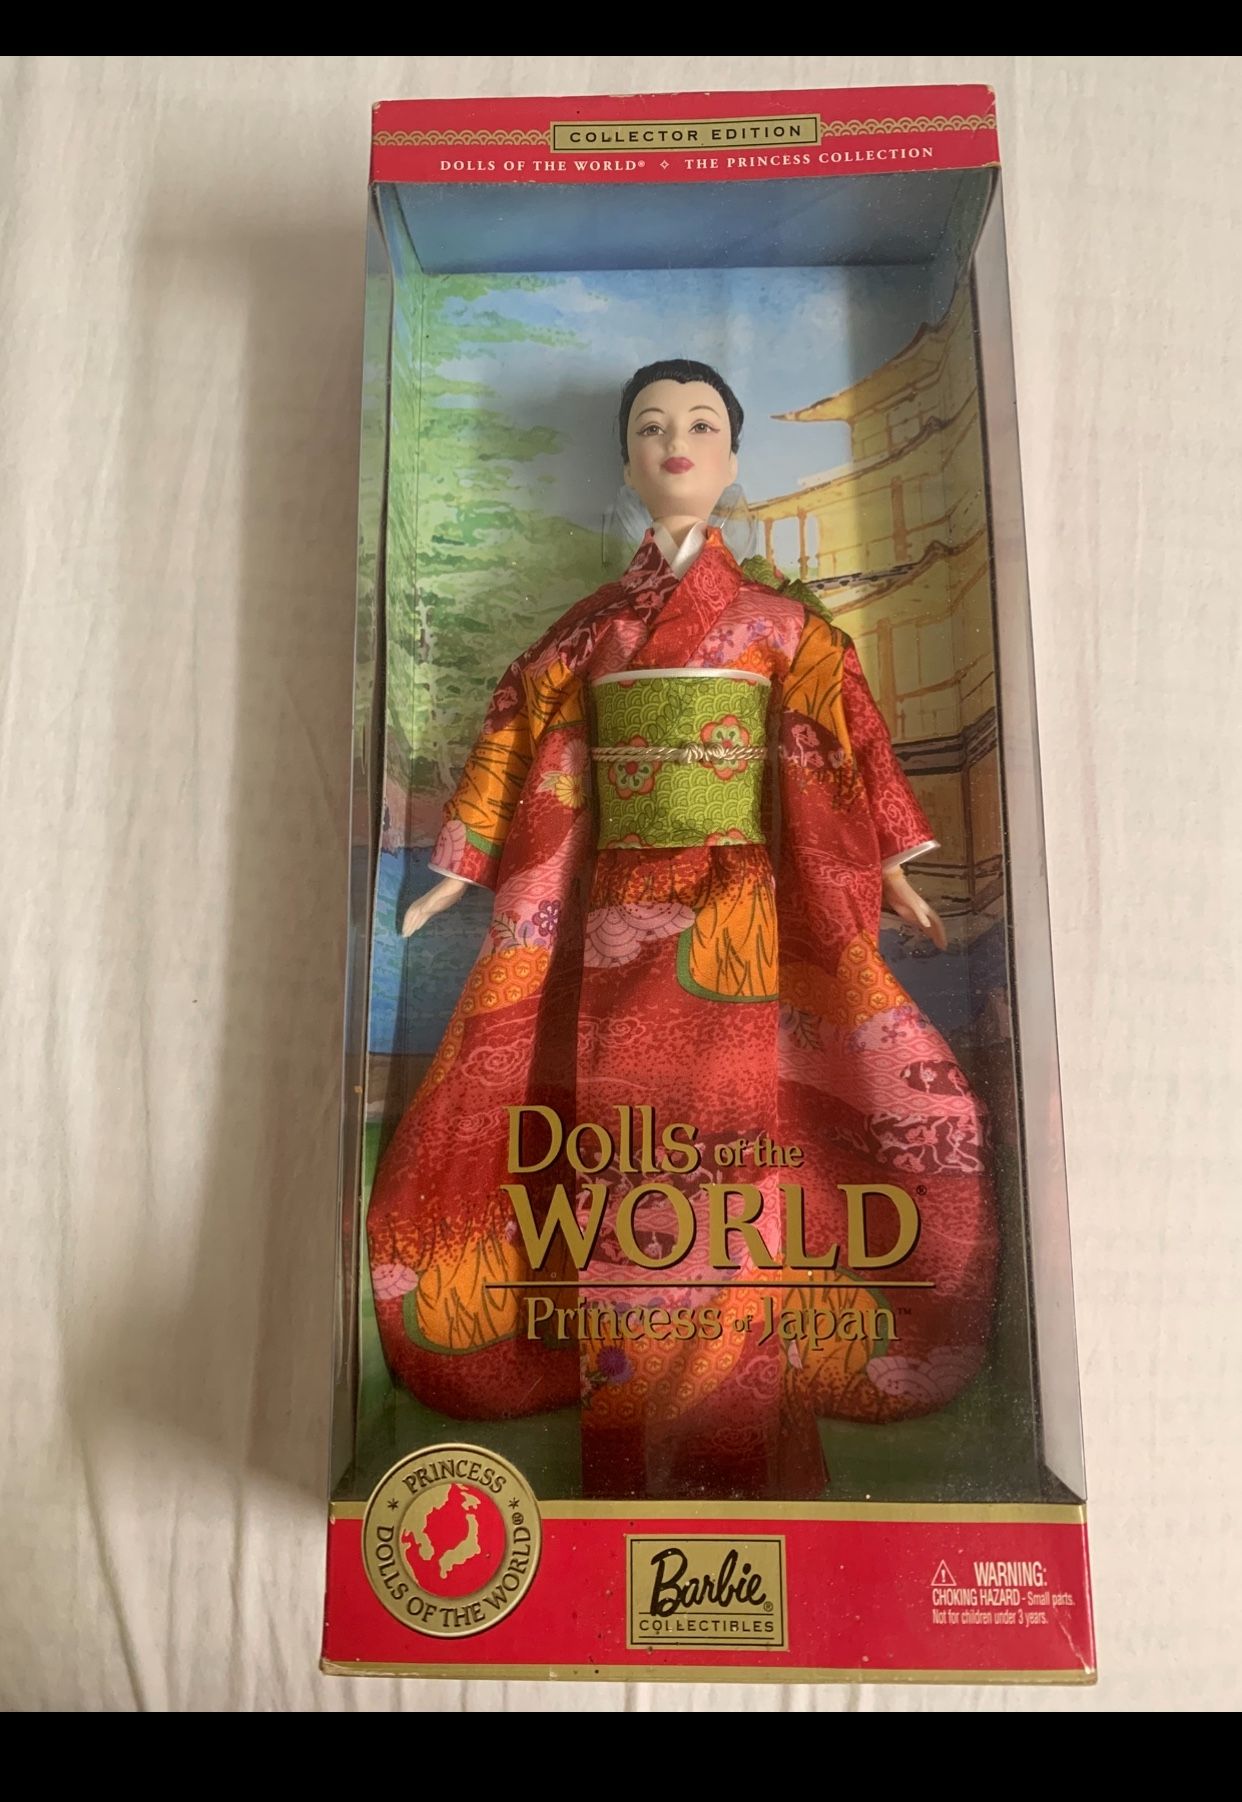 COLLECTOR EDITION
DOLLS OF THE WORLD® ✧ THE PRINCESS COLLECTION
Dolls of the
WORLD®
Princess of Japan™
* PRINCESS *
DOLLS OF THE WORLD®
Barbie®
COLLECTIBLES
WARNING:
CHOKING HAZARD - Small parts.
Not for children under 3 years.